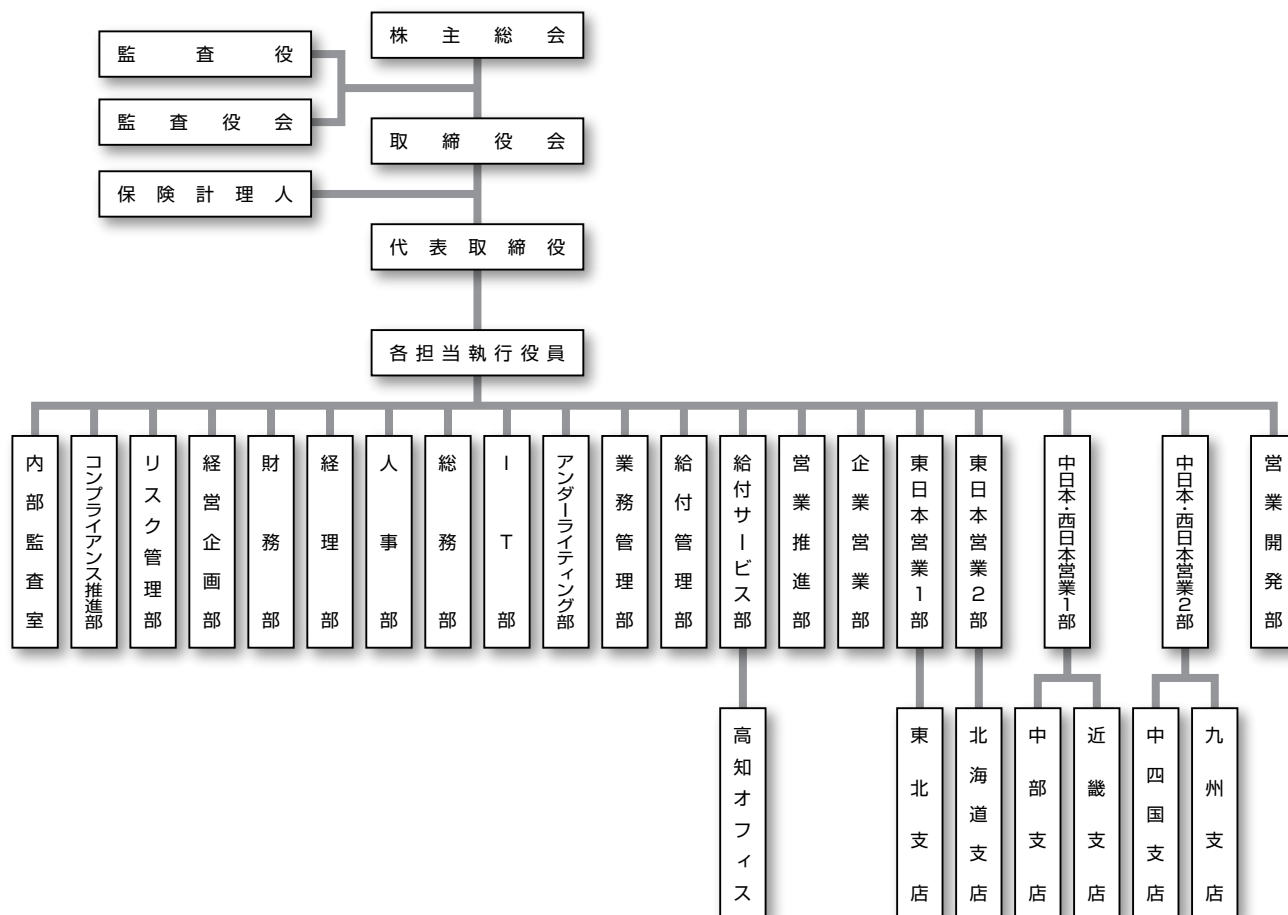 株主総会
監査役
監査役会
取締役会
保険計理人
代表取締役
各担当執行役員
内部監査室
コンプライアンス推進部
リスク管理部
経営企画部
財務部
経理部
人事部
総務部
IT部
アンダーライティング部
業務管理部
給付管理部
給付サービス部
営業推進部
企業営業部
東日本営業1部
東日本営業2部
中日本・西日本営業1部
中日本・西日本営業2部
営業開発部
高知オフィス
東北支店
北海道支店
中部支店
近畿支店
中四国支店
九州支店